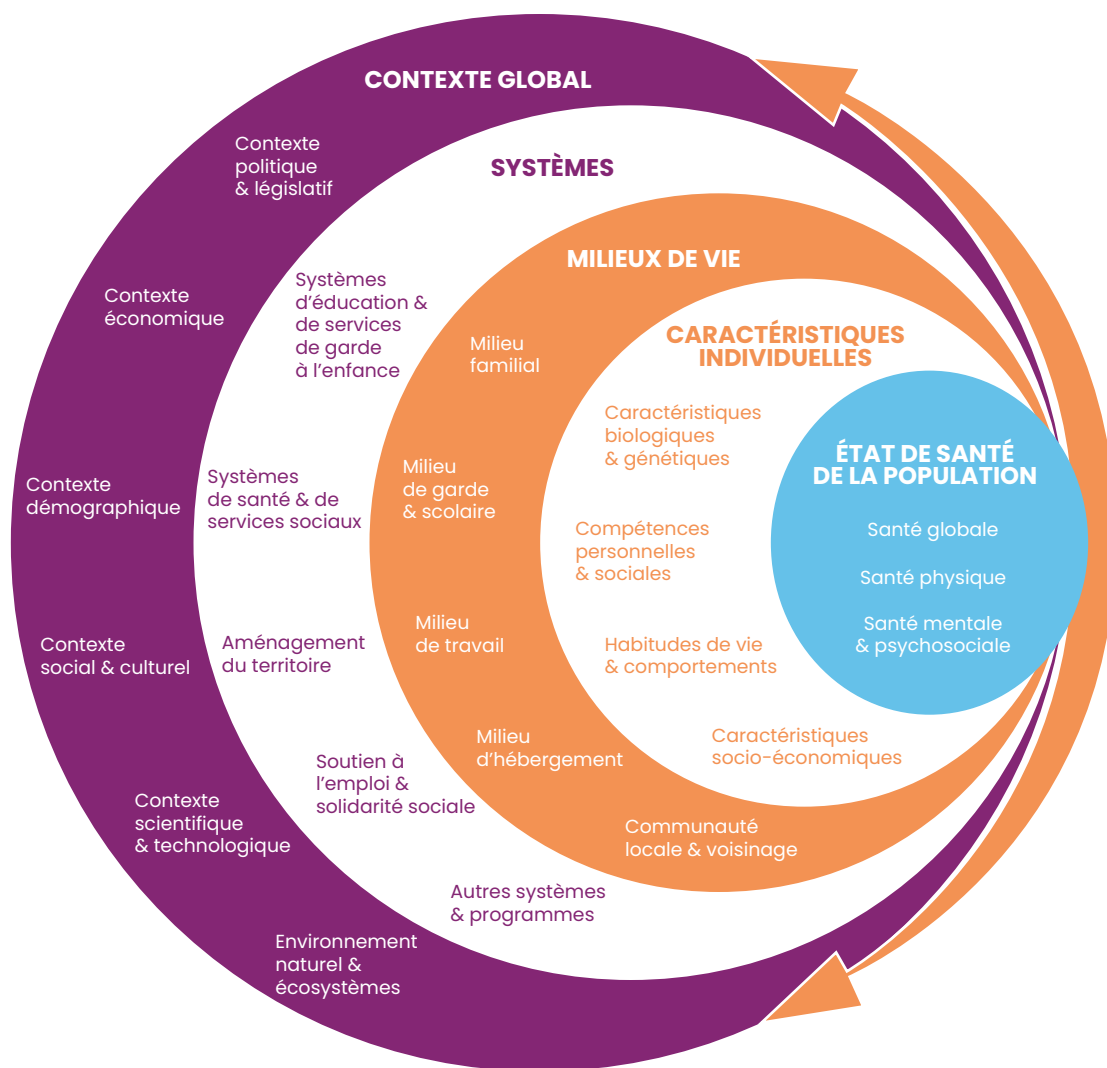 CONTEXTE GLOBAL
Contexte
politique
& législatif
Contexte
économique
Contexte
démographique
Contexte
social & culturel
Contexte
scientifique
& technologique
Environnement
naturel &
écosystèmes
SYSTÈMES
Systèmes
d'éducation &
de services
de garde
à l'enfance
Systèmes
de santé & de
services sociaux
Aménagement
du territoire
Soutien à
l'emploi &
solidarité sociale
Autres systèmes
& programmes
MILIEUX DE VIE
Milieu
familial
Milieu
de garde
& scolaire
Milieu
de travail
Milieu
d'hébergement
Communauté
locale & voisinage
CARACTÉRISTIQUES
INDIVIDUELLES
Caractéristiques
biologiques
& génétiques
Compétences
personnelles
& sociales
Habitudes de vie
& comportements
Caractéristiques
socio-économiques
ÉTAT DE SANTÉ
DE LA POPULATION
Santé globale
Santé physique
Santé mentale
& psychosociale